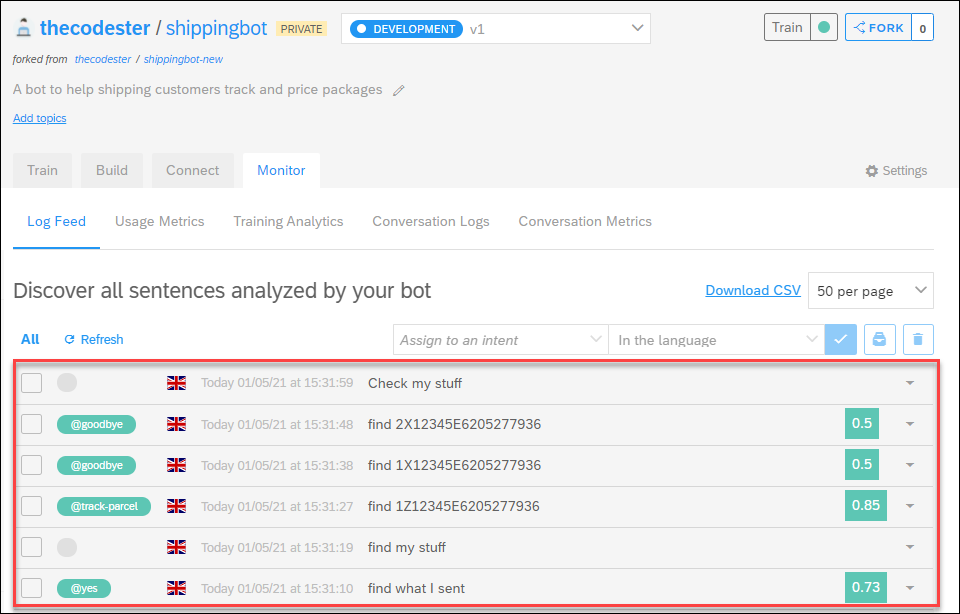 thecodester / shippingbot PRIVATE DEVELOPMENT v1 Train FORK 0
forked from thecodester / shippingbot-new
A bot to help shipping customers track and price packages
Add topics
Train Build Connect Monitor Settings
Log Feed Usage Metrics Training Analytics Conversation Logs Conversation Metrics
Discover all sentences analyzed by your bot Download CSV 50 per page
All Refresh Assign to an intent In the language
Today 01/05/21 at 15:31:59 Check my stuff
@goodbye Today 01/05/21 at 15:31:48 find 2X12345E6205277936 0.5
@goodbye Today 01/05/21 at 15:31:38 find 1X12345E6205277936 0.5
@track-parcel Today 01/05/21 at 15:31:27 find 1Z12345E6205277936 0.85
Today 01/05/21 at 15:31:19 find my stuff
@yes Today 01/05/21 at 15:31:10 find what I sent 0.73